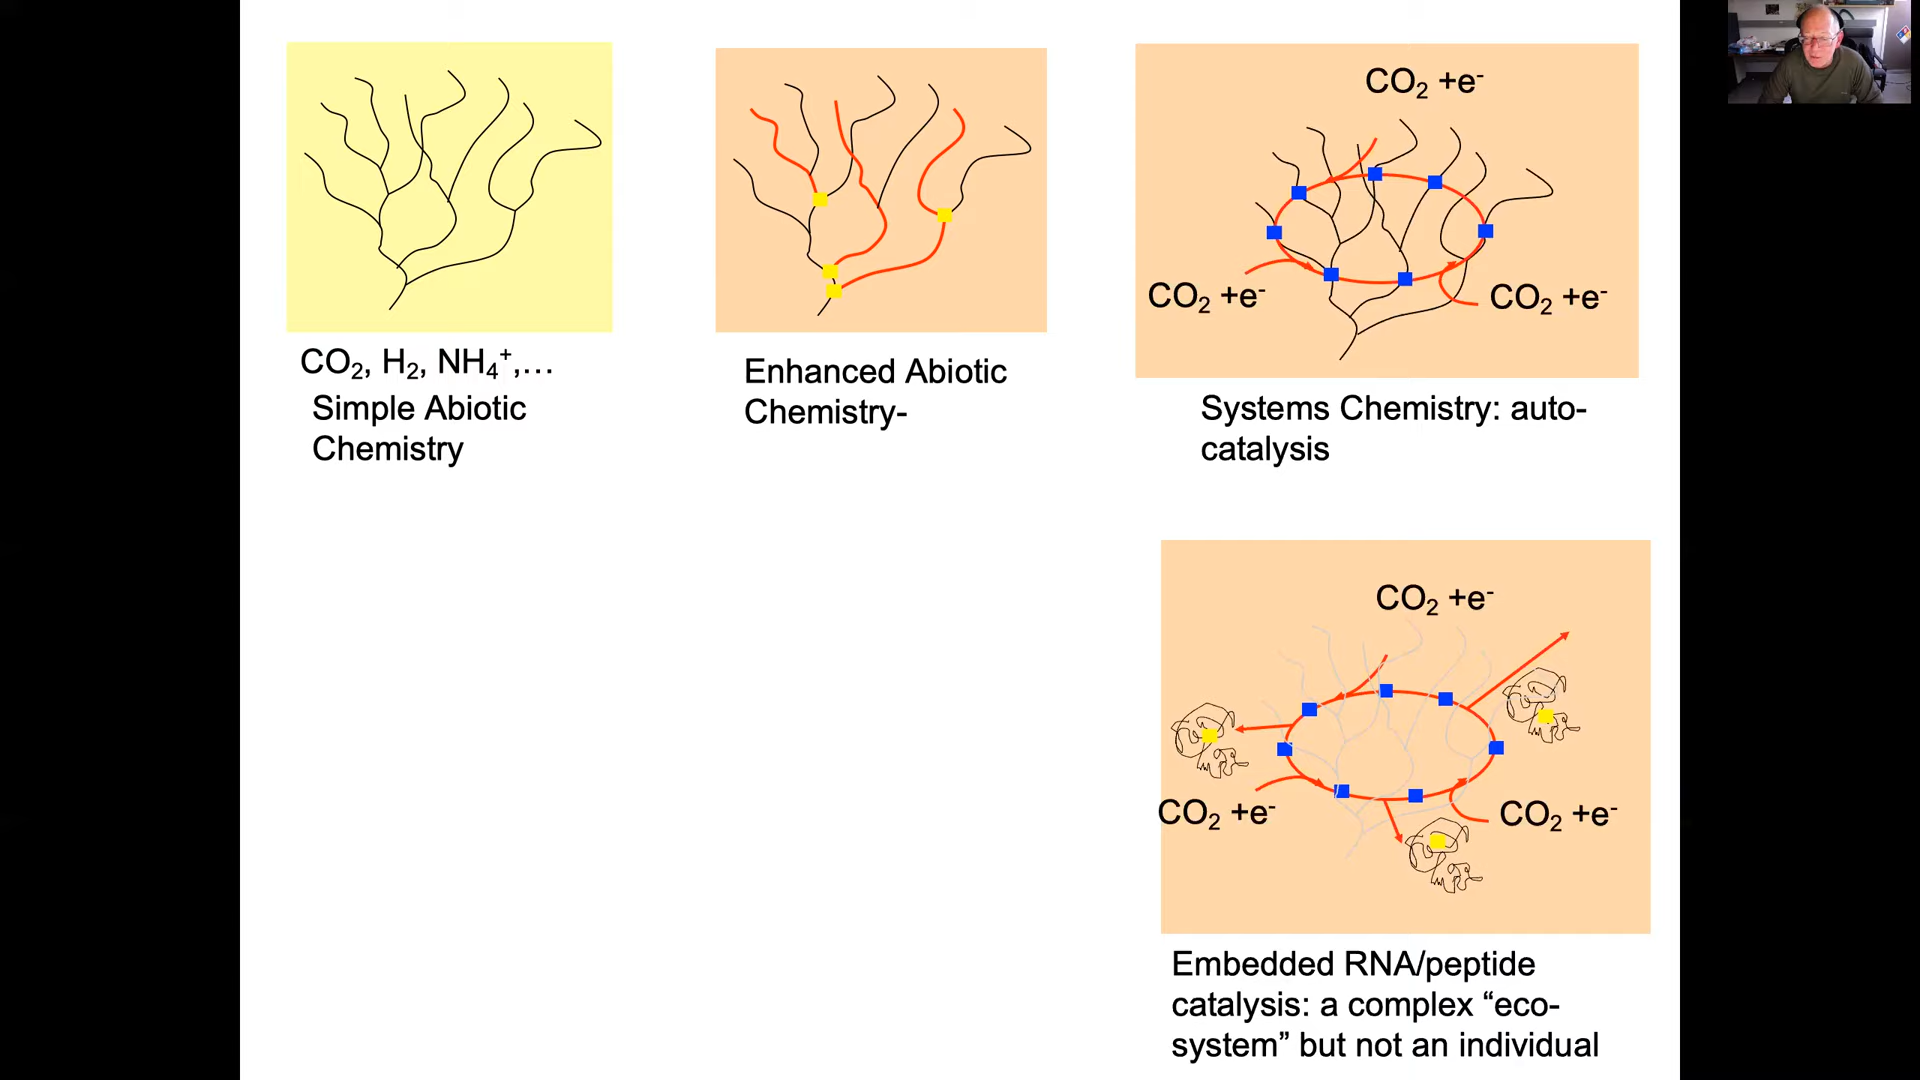 CO₂ +e⁻
CO₂ +e⁻
CO₂ +e⁻
CO₂, H₂, NH₄⁺,...
Simple Abiotic
Chemistry
Enhanced Abiotic
Chemistry-
Systems Chemistry: auto-
catalysis
CO₂ +e⁻
CO₂ +e⁻
CO₂ +e⁻
Embedded RNA/peptide
catalysis: a complex “eco-
system” but not an individual